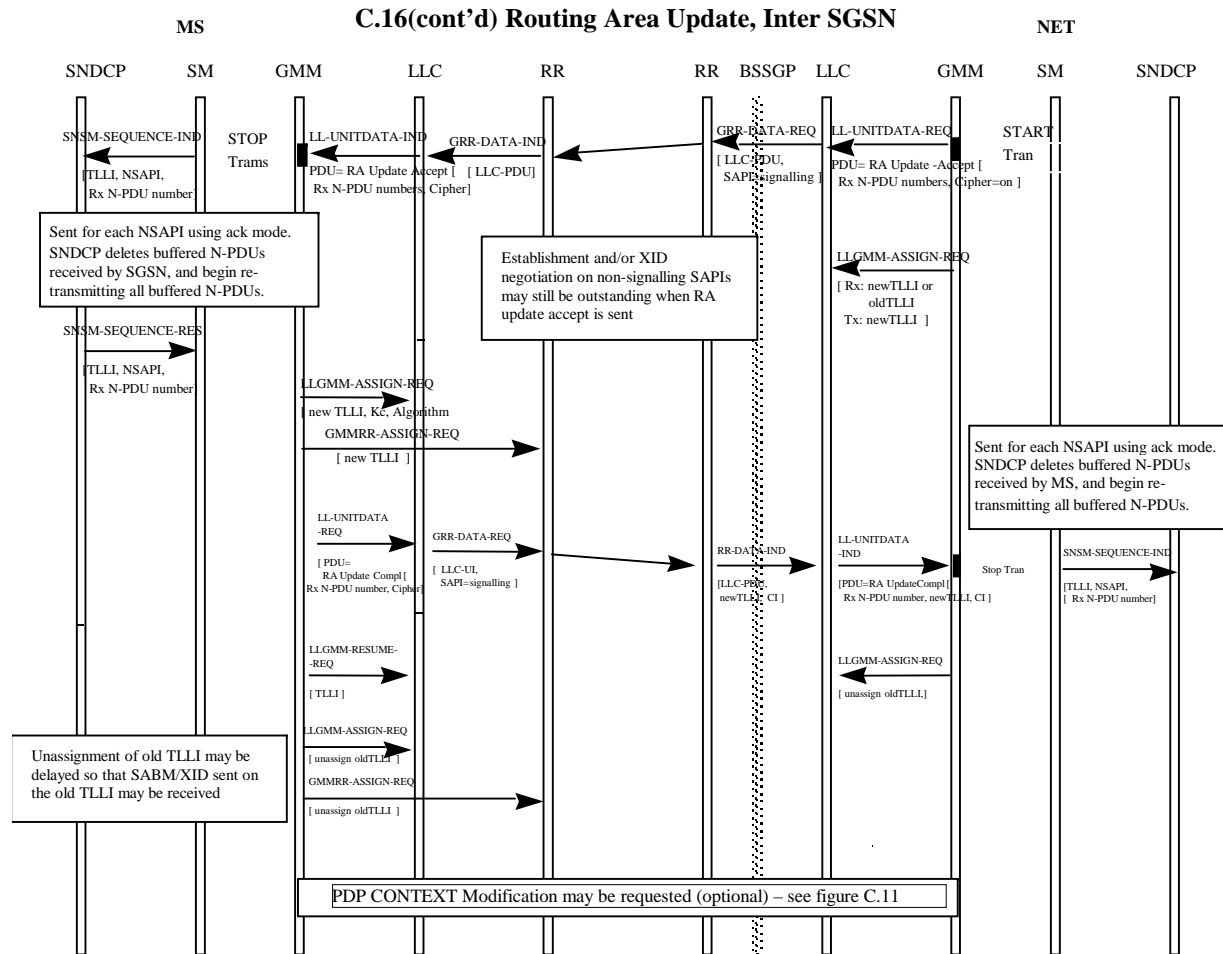 C.16(cont'd) Routing Area Update, Inter SGSN
MS
NET
SNDCP SM GMM LLC RR RR BSSGP LLC GMM SM SNDCP
SNSM-SEQUENCE-IND
[TLLI, NSAPI,
Rx N-PDU number]
STOP
Trams
LL-UNITDATA-IND
PDU= RA Update Accept [
Rx N-PDU numbers, Cipher]
GRR-DATA-IND
[ LLC-PDU]
GRR-DATA-REQ
[ LLC-PDU,
SAPI=signalling ]
LL-UNITDATA-REQ
PDU= RA Update -Accept [
Rx N-PDU numbers, Cipher=on ]
START
Tran
Sent for each NSAPI using ack mode.
SNDCP deletes buffered N-PDUs
received by SGSN, and begin re-
transmitting all buffered N-PDUs.
Establishment and/or XID
negotiation on non-signalling SAPIs
may still be outstanding when RA
update accept is sent
LLGMM-ASSIGN-REQ
[ Rx: newTLLI or
oldTLLI
Tx: newTLLI ]
SNSM-SEQUENCE-RES
[TLLI, NSAPI,
Rx N-PDU number]
LLGMM-ASSIGN-REQ
[ new TLLI, Kc, Algorithm
GMMRR-ASSIGN-REQ
[ new TLLI ]
Sent for each NSAPI using ack mode.
SNDCP deletes buffered N-PDUs
received by MS, and begin re-
transmitting all buffered N-PDUs.
LL-UNITDATA
-REQ
[ PDU=
RA Update Compl [
Rx N-PDU number, Cipher]
GRR-DATA-REQ
[ LLC-UI,
SAPI=signalling ]
RR-DATA-IND
[LLC-PDU,
newTLLI, CI ]
LL-UNITDATA
-IND
[PDU=RA UpdateCompl [
Rx N-PDU number, newTLLI, CI ]
Stop Tran
SNSM-SEQUENCE-IND
[TLLI, NSAPI,
[ Rx N-PDU number]
LLGMM-RESUME-
-REQ
[ TLLI ]
LLGMM-ASSIGN-REQ
[ unassign oldTLLI,]
Unassignment of old TLLI may be
delayed so that SABM/XID sent on
the old TLLI may be received
LLGMM-ASSIGN-REQ
[ unassign oldTLLI ]
GMMRR-ASSIGN-REQ
[ unassign oldTLLI ]
PDP CONTEXT Modification may be requested (optional) – see figure C.11